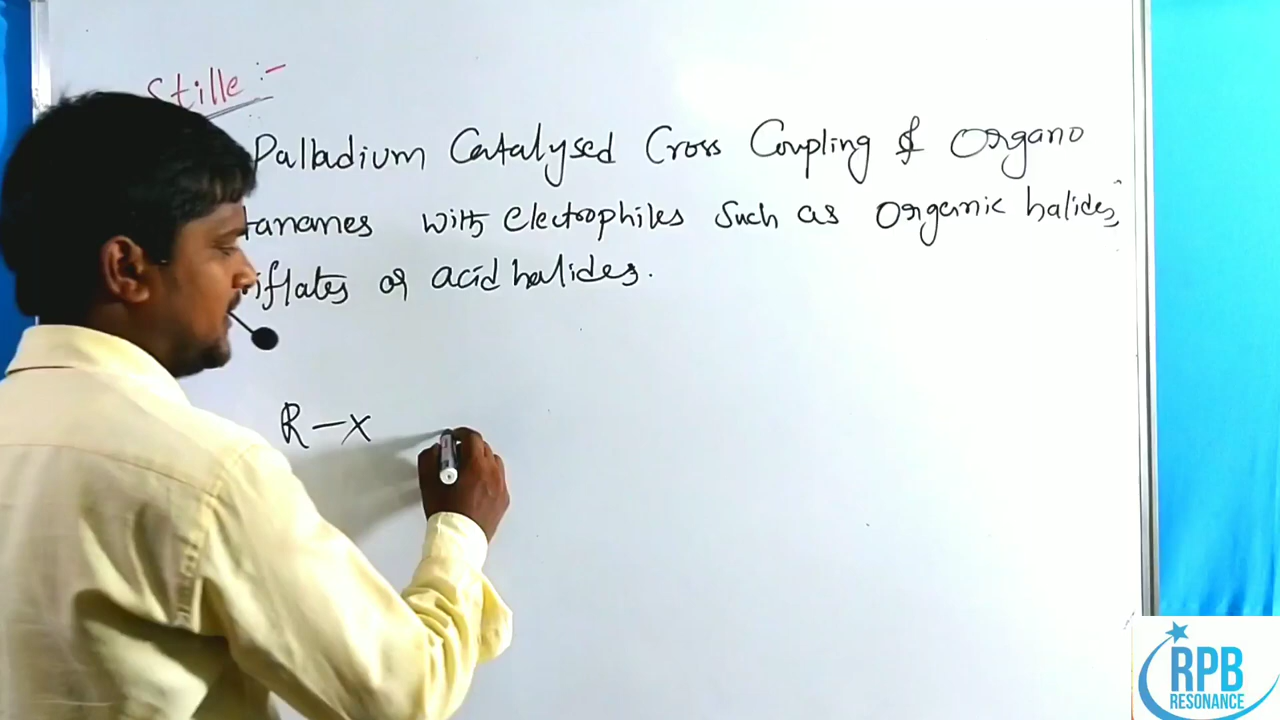 Stille :-
Palladium Catalysed Cross Coupling of Organo
tannanes with electrophiles such as Organic halides,
iflates or acid halides.
R-X
RPB
RESONANCE